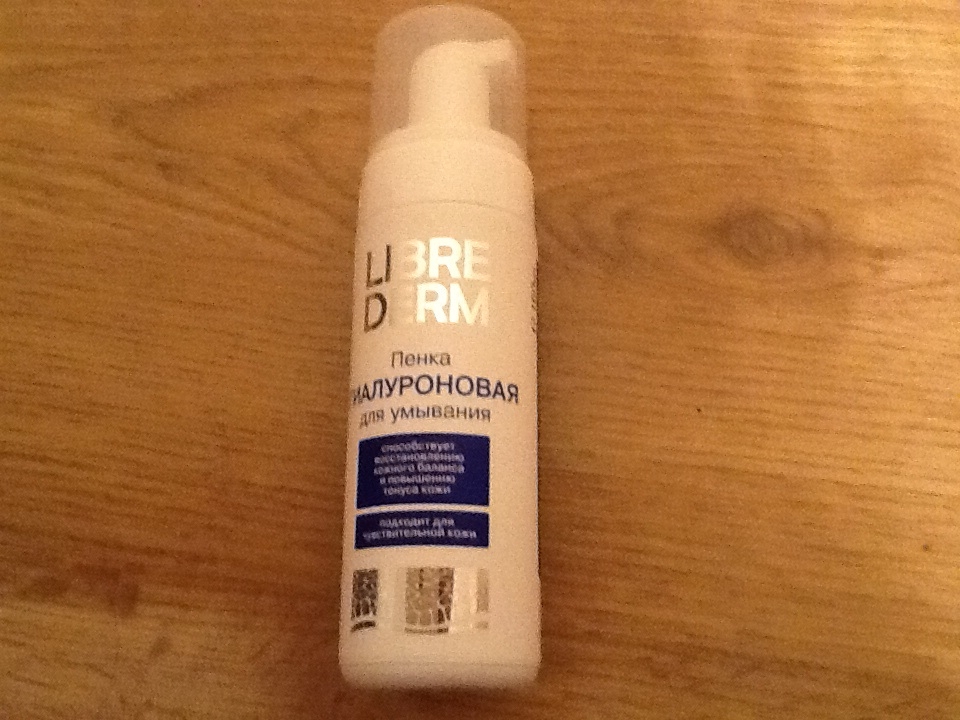 LIBRE
DERM
Пенка
ГИАЛУРОНОВАЯ
для умывания
способствует
восстановлению
кожного баланса
и повышению
тонуса кожи
подходит для
чувствительной кожи